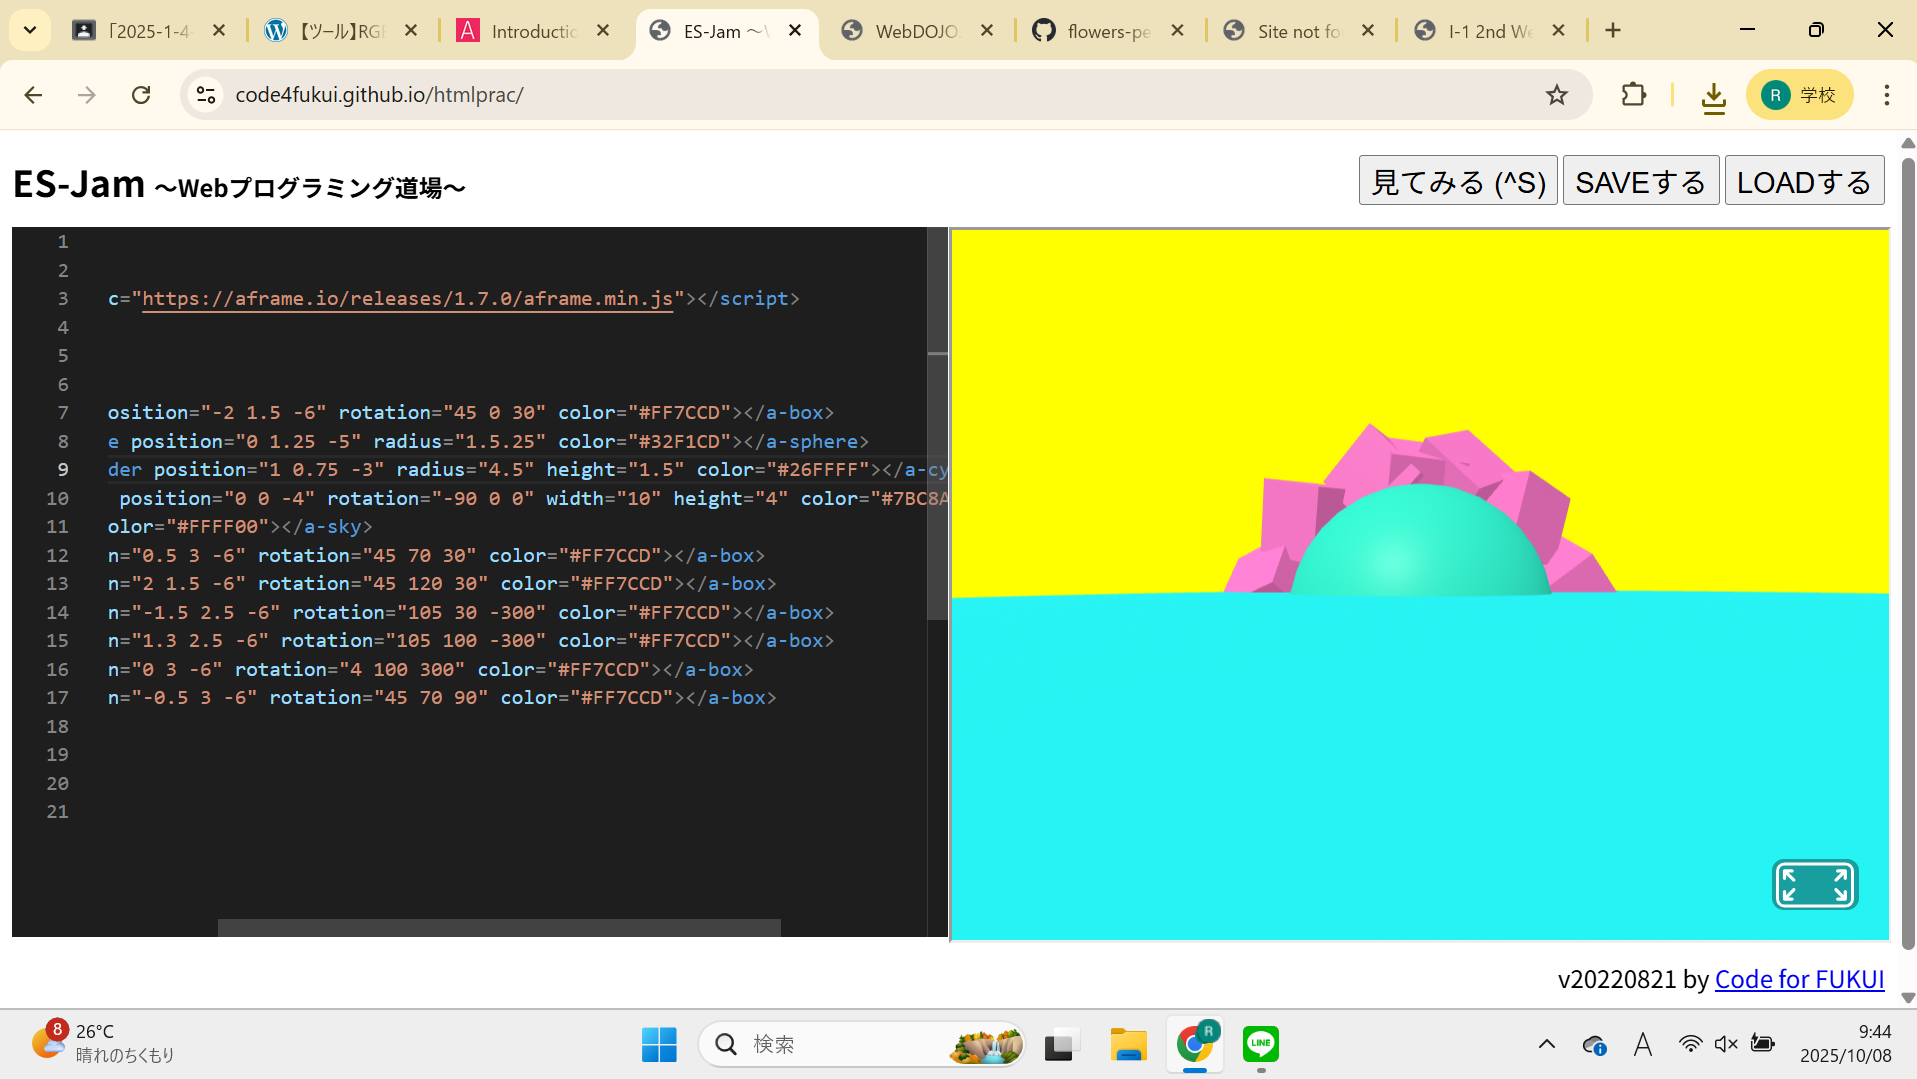 「2025-1-4-
【ツール】RGB
Introductio
ES-Jam 〜W
WebDOJO.
flowers-pe
Site not fo
I-1 2nd We
code4fukui.github.io/htmlprac/
R 学校
ES-Jam 〜Webプログラミング道場〜
見てみる (^S) SAVEする LOADする
1
2
3 c="https://aframe.io/releases/1.7.0/aframe.min.js"></script>
4
5
6
7 osition="-2 1.5 -6" rotation="45 0 30" color="#FF7CCD"></a-box>
8 e position="0 1.25 -5" radius="1.5.25" color="#32F1CD"></a-sphere>
9 der position="1 0.75 -3" radius="4.5" height="1.5" color="#26FFFF"></a-cy
10 position="0 0 -4" rotation="-90 0 0" width="10" height="4" color="#7BC8A
11 olor="#FFFF00"></a-sky>
12 n="0.5 3 -6" rotation="45 70 30" color="#FF7CCD"></a-box>
13 n="2 1.5 -6" rotation="45 120 30" color="#FF7CCD"></a-box>
14 n="-1.5 2.5 -6" rotation="105 30 -300" color="#FF7CCD"></a-box>
15 n="1.3 2.5 -6" rotation="105 100 -300" color="#FF7CCD"></a-box>
16 n="0 3 -6" rotation="4 100 300" color="#FF7CCD"></a-box>
17 n="-0.5 3 -6" rotation="45 70 90" color="#FF7CCD"></a-box>
18
19
20
21
v20220821 by Code for FUKUI
8
26°C
晴れのちくもり
検索
R
LINE
A
9:44
2025/10/08